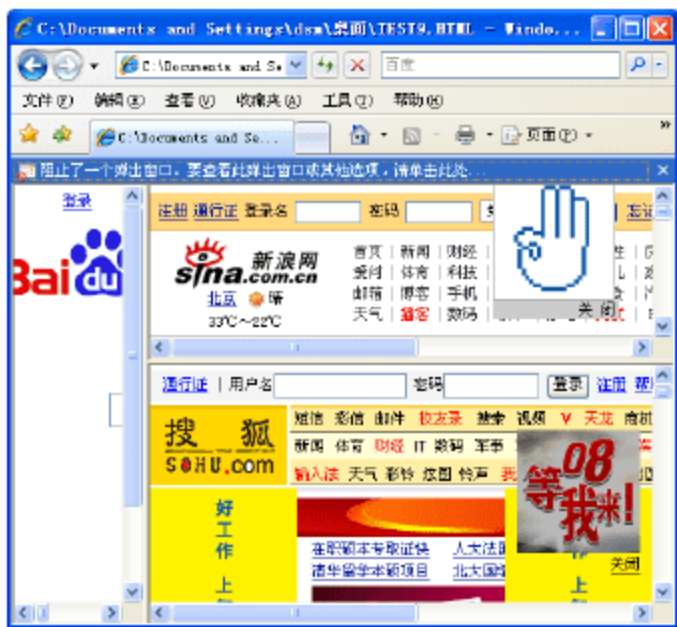 C:\Documents and Settings\dsm\桌面\TEST9.HTML - Windo...
C:\Documents and Se
百度
文件(F) 编辑(E) 查看(V) 收藏夹(A) 工具(T) 帮助(H)
C:\Documents and Se... 页面(P)
阻止了一个弹出窗口。要查看此弹出窗口或其他选项，请单击此处...
登录
Baidu
注册 通行证 登录名 密码
sina 新浪网
.com.cn
北京 晴
33℃～22℃
首页 | 新闻 | 财经
爱问 | 体育 | 科技
邮箱 | 博客 | 手机
天气 | 播客 | 数码
关闭
通行证 | 用户名 密码 登录 注册
搜狐
SOHU.com
短信 彩信 邮件 校友录 搜索 视频 V 天龙 商机
新闻 体育 财经 IT 数码 军事
输入法 天气 彩铃 炫图 铃声
好工作 上
在职硕本专取证快 人大法
清华留学本硕项目 北大国
08
等我来!
关闭